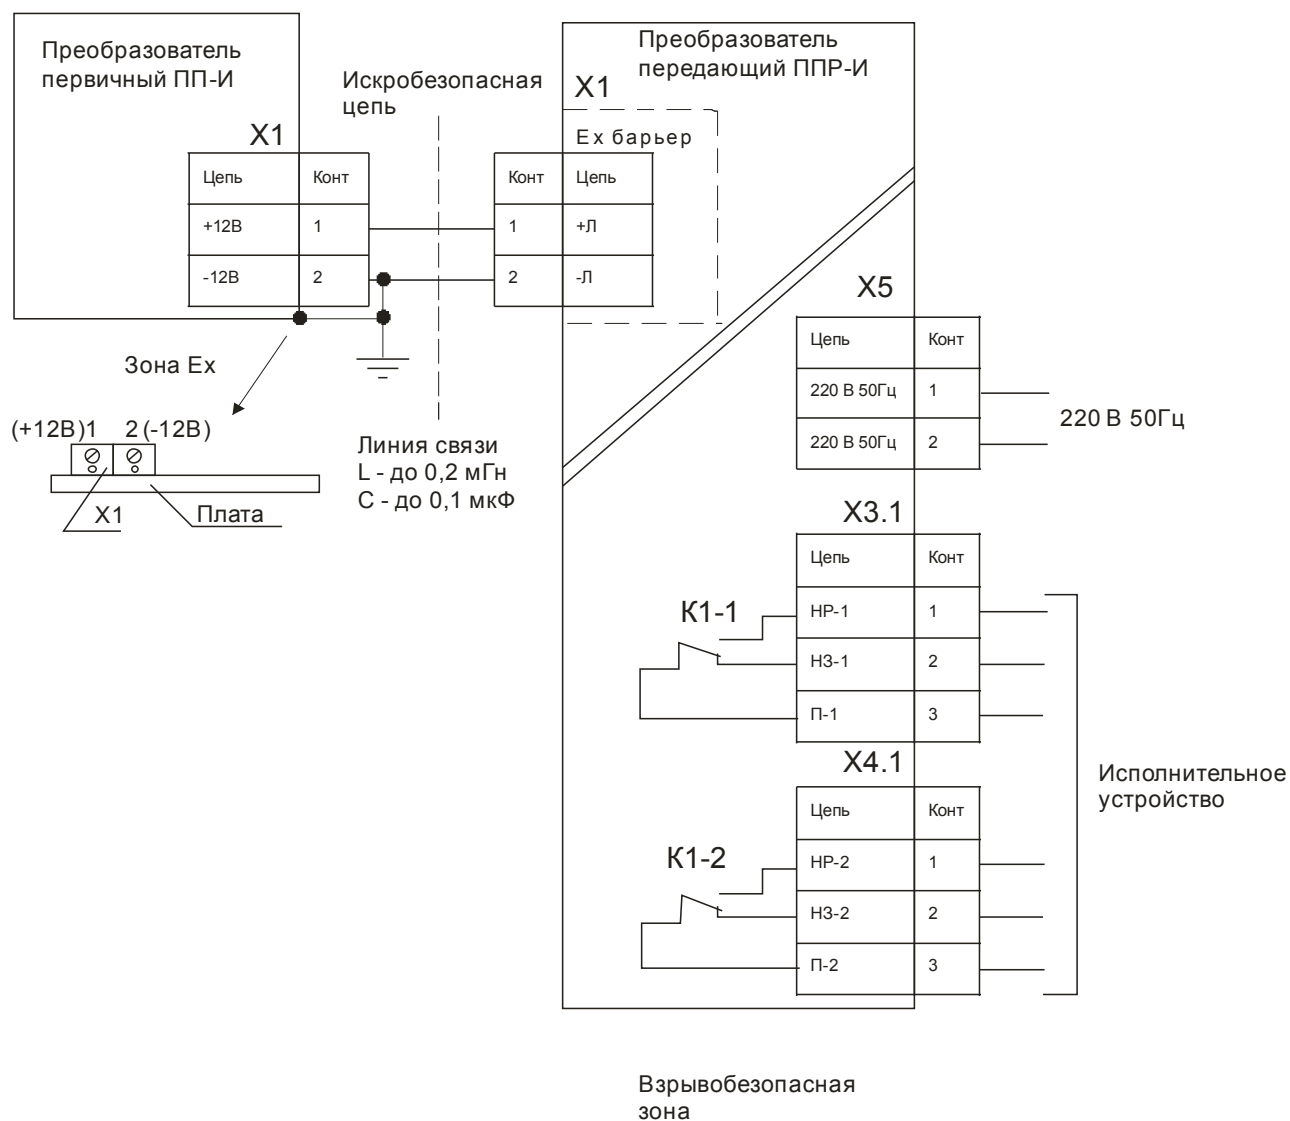 Преобразователь
первичный ПП-И
Искробезопасная
цепь
Преобразователь
передающий ППР-И
X1
Цепь Конт
+12В 1
-12В 2
X1
Ех барьер
Конт Цепь
1 +Л
2 -Л
Зона Ех
(+12В)1 2(-12В)
X1
Плата
Линия связи
L - до 0,2 мГн
С - до 0,1 мкФ
X5
Цепь Конт
220 В 50Гц 1
220 В 50Гц 2
220 В 50Гц
X3.1
Цепь Конт
К1-1
НР-1 1
НЗ-1 2
П-1 3
X4.1
Цепь Конт
К1-2
НР-2 1
НЗ-2 2
П-2 3
Исполнительное
устройство
Взрывобезопасная
зона